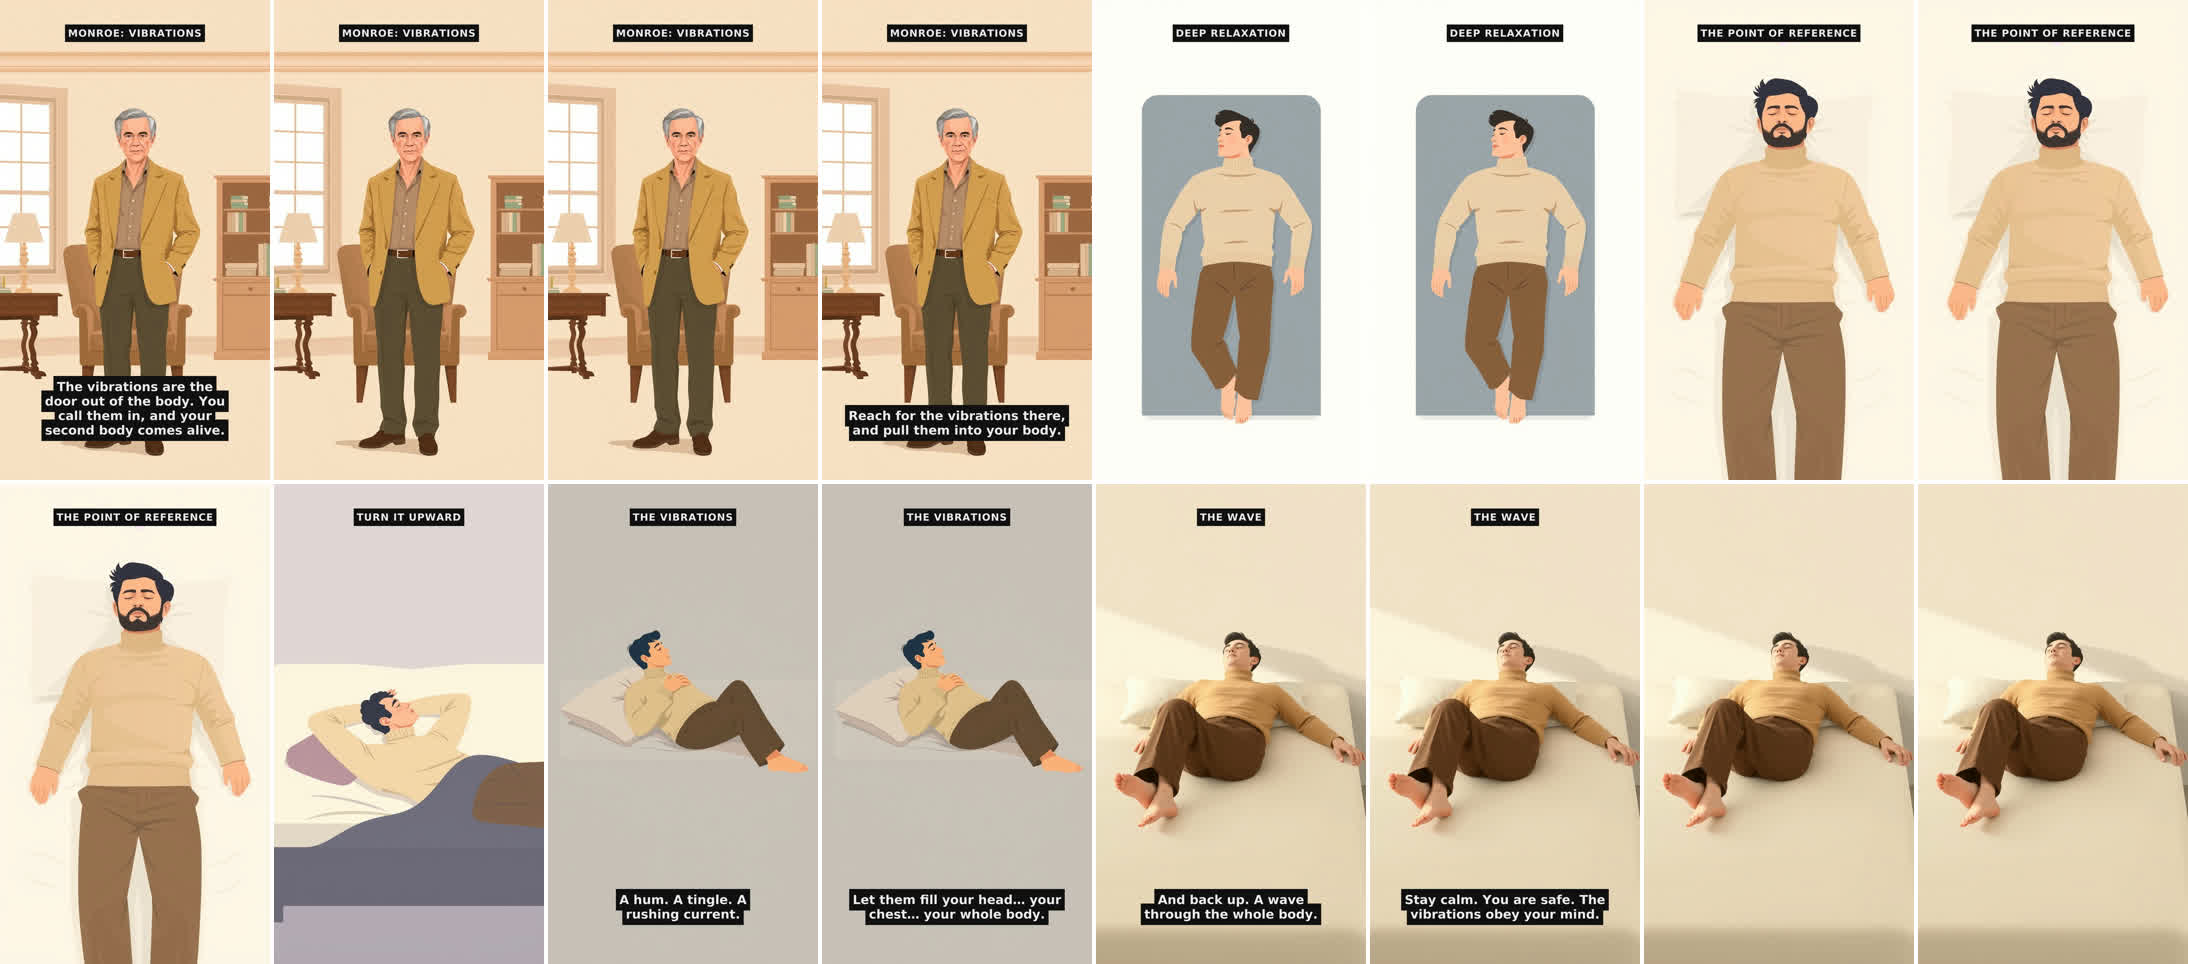 MONROE: VIBRATIONS
The vibrations are the
door out of the body. You
call them in, and your
second body comes alive.
MONROE: VIBRATIONS
MONROE: VIBRATIONS
MONROE: VIBRATIONS
Reach for the vibrations there,
and pull them into your body.
DEEP RELAXATION
DEEP RELAXATION
THE POINT OF REFERENCE
THE POINT OF REFERENCE
THE POINT OF REFERENCE
TURN IT UPWARD
THE VIBRATIONS
A hum. A tingle. A
rushing current.
THE VIBRATIONS
Let them fill your head… your
chest… your whole body.
THE WAVE
And back up. A wave
through the whole body.
THE WAVE
Stay calm. You are safe. The
vibrations obey your mind.